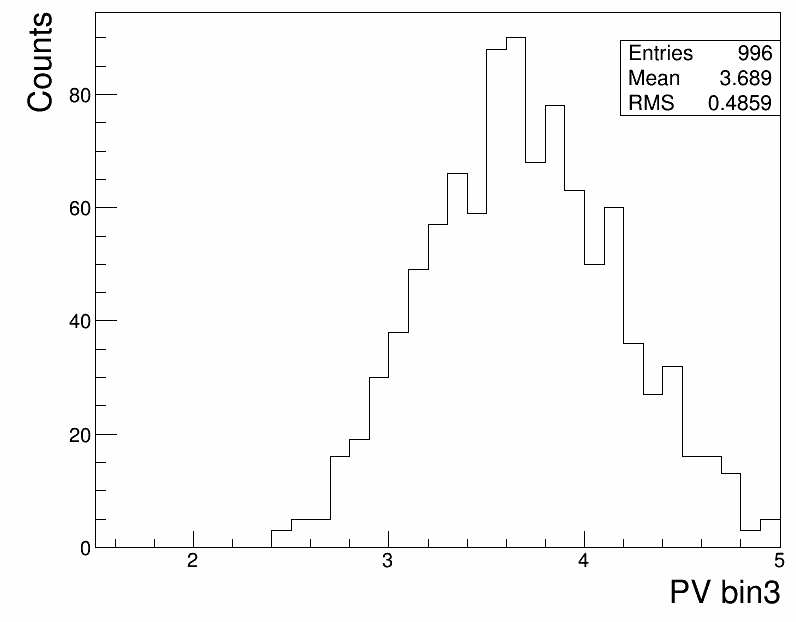 Counts
80
60
40
20
0
Entries 996
Mean 3.689
RMS 0.4859
2 3 4 5
PV bin3